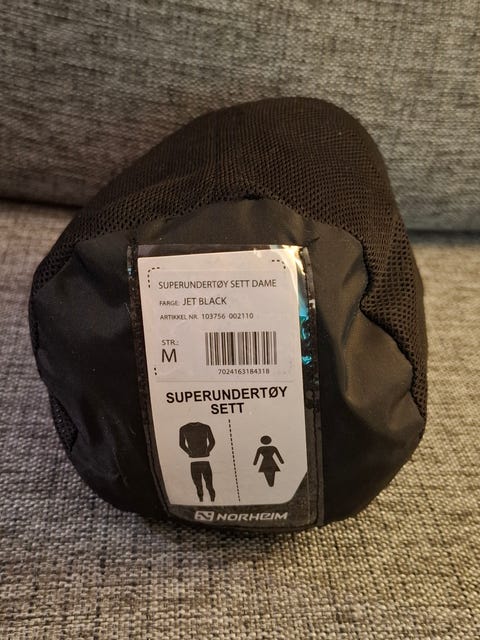 SUPERUNDERTØY SETT DAME
FARGE: JET BLACK
ARTIKKEL NR. 103756 002110
STR.:
M
7024163184318
SUPERUNDERTØY
SETT
NORHEIM